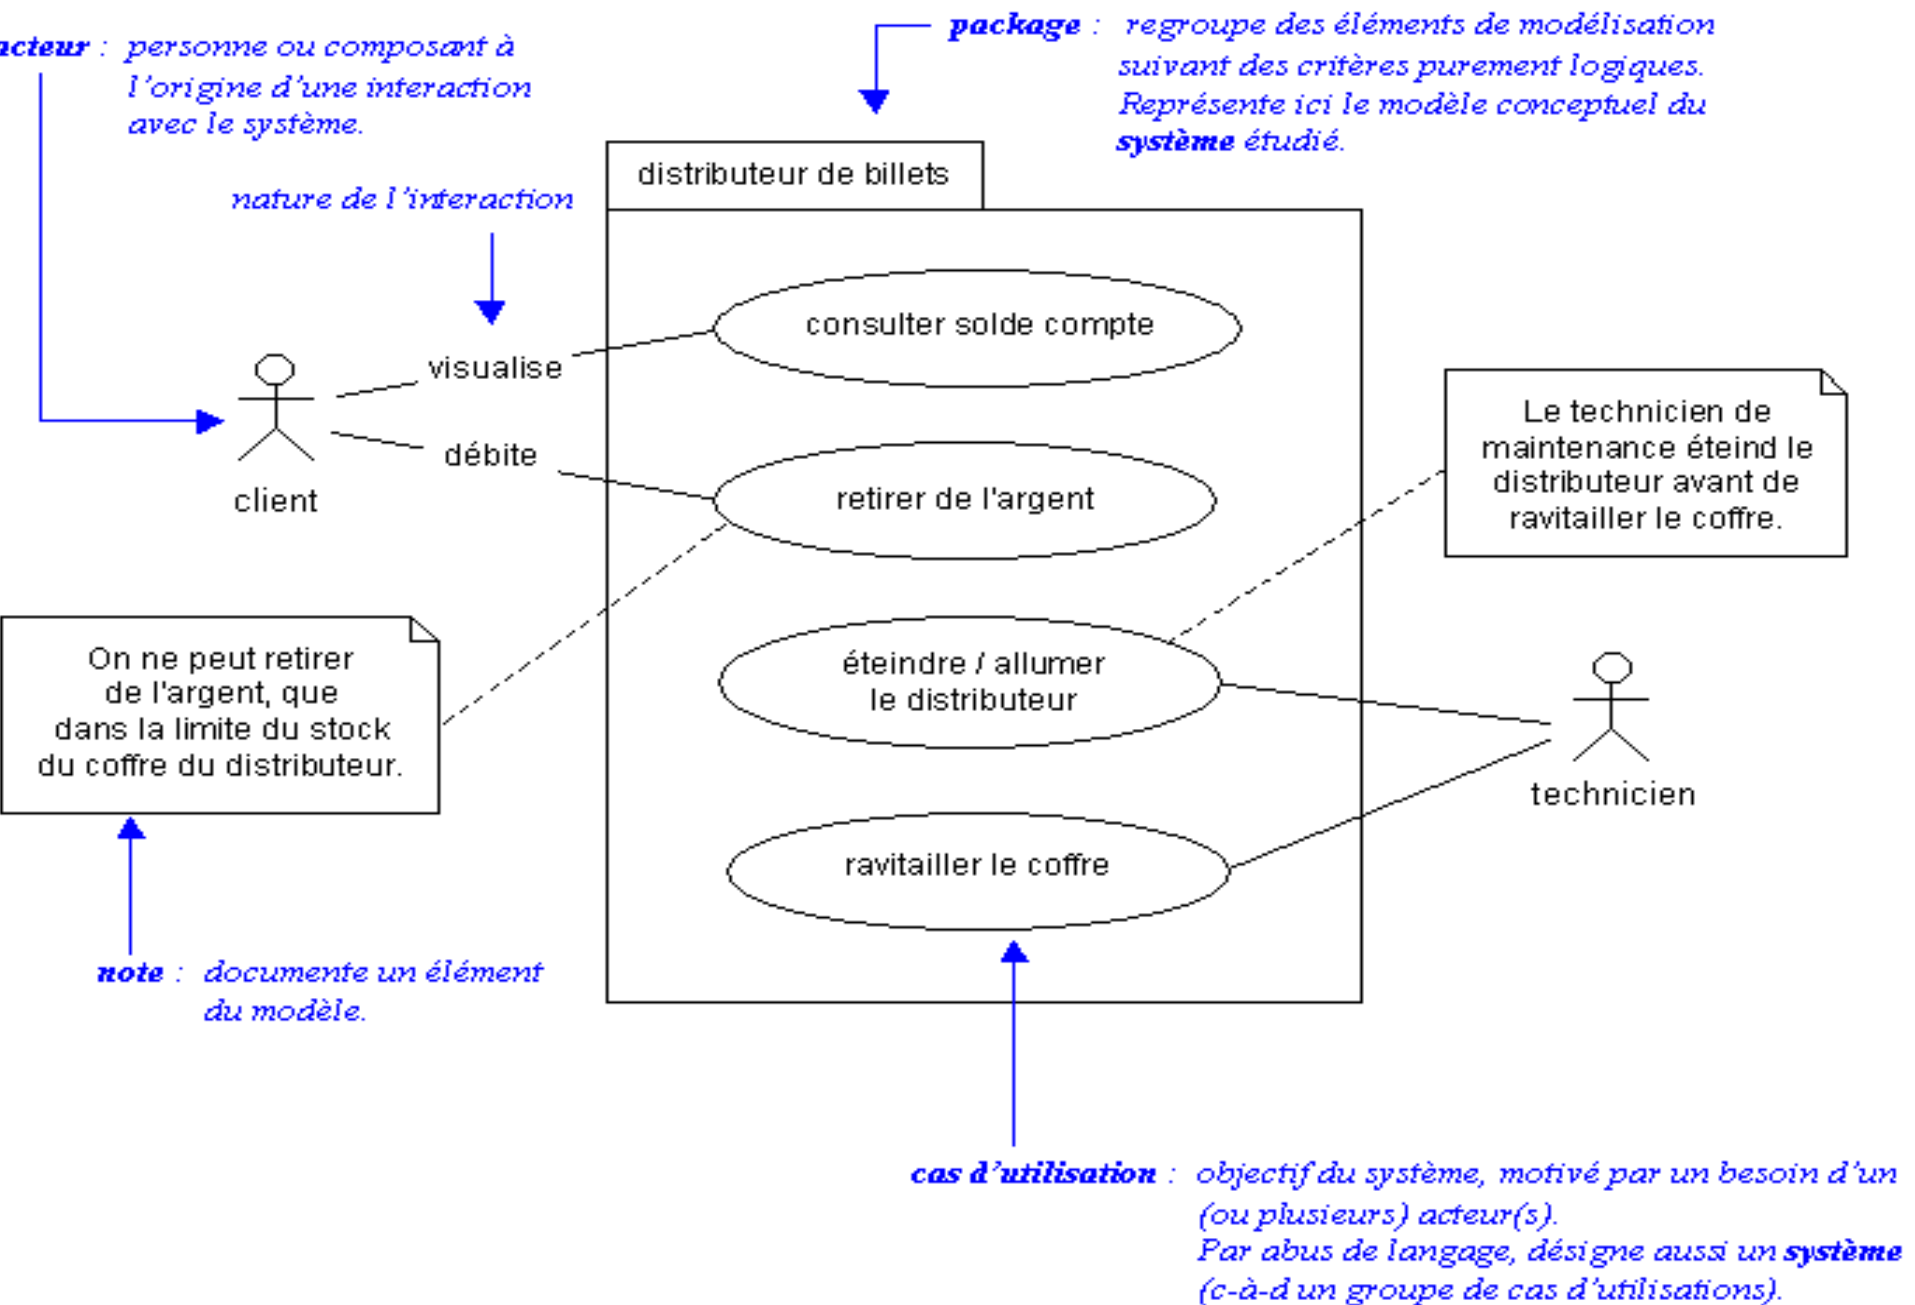 acteur : personne ou composant à
l'origine d'une interaction
avec le système.
package : regroupe des éléments de modélisation
suivant des critères purement logiques.
Représente ici le modèle conceptuel du
système étudié.
nature de l'interaction
distributeur de billets
consulter solde compte
visualise
débite
client
retirer de l'argent
Le technicien de
maintenance éteind le
distributeur avant de
ravitailler le coffre.
On ne peut retirer
de l'argent, que
dans la limite du stock
du coffre du distributeur.
éteindre / allumer
le distributeur
technicien
ravitailler le coffre
note : documente un élément
du modèle.
cas d'utilisation : objectif du système, motivé par un besoin d'un
(ou plusieurs) acteur(s).
Par abus de langage, désigne aussi un système
(c-à-d un groupe de cas d'utilisations).